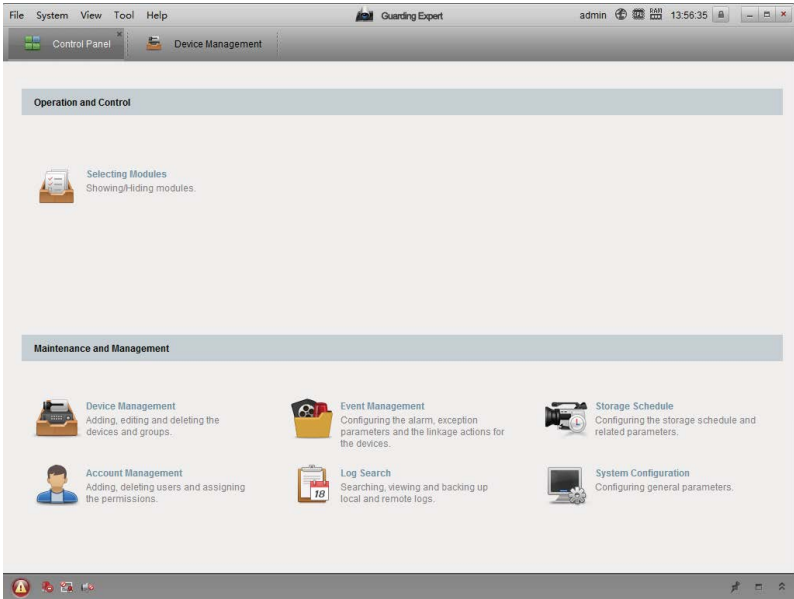 File System View Tool Help Guarding Expert admin CPU RAM 13:56:35
Control Panel Device Management
Operation and Control
Selecting Modules
Showing/Hiding modules.
Maintenance and Management
Device Management
Adding, editing and deleting the
devices and groups.
Event Management
Configuring the alarm, exception
parameters and the linkage actions for
the devices.
Storage Schedule
Configuring the storage schedule and
related parameters.
Account Management
Adding, deleting users and assigning
the permissions.
Log Search
Searching, viewing and backing up
local and remote logs.
18
System Configuration
Configuring general parameters.